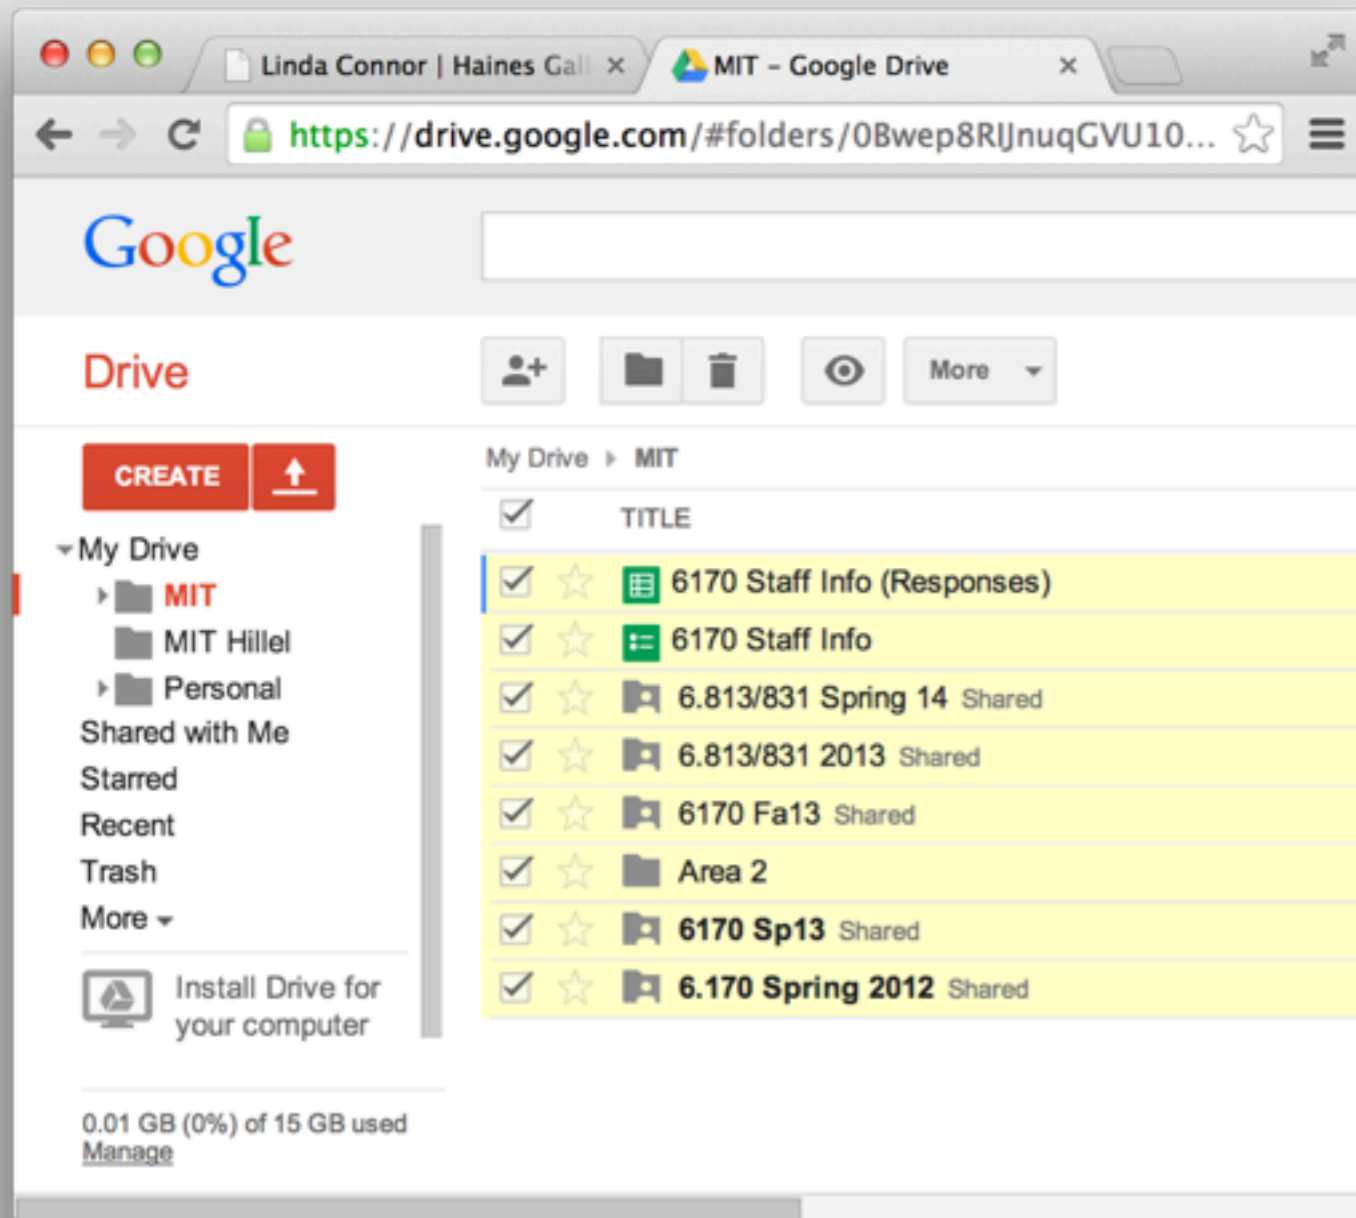 Linda Connor | Haines Gall
MIT – Google Drive
https://drive.google.com/#folders/0Bwep8RIJnuqGVU10...
Google
Drive
More
CREATE
My Drive
MIT
MIT Hillel
Personal
Shared with Me
Starred
Recent
Trash
More
Install Drive for
your computer
0.01 GB (0%) of 15 GB used
Manage
My Drive MIT
TITLE
6170 Staff Info (Responses)
6170 Staff Info
6.813/831 Spring 14 Shared
6.813/831 2013 Shared
6170 Fa13 Shared
Area 2
6170 Sp13 Shared
6.170 Spring 2012 Shared